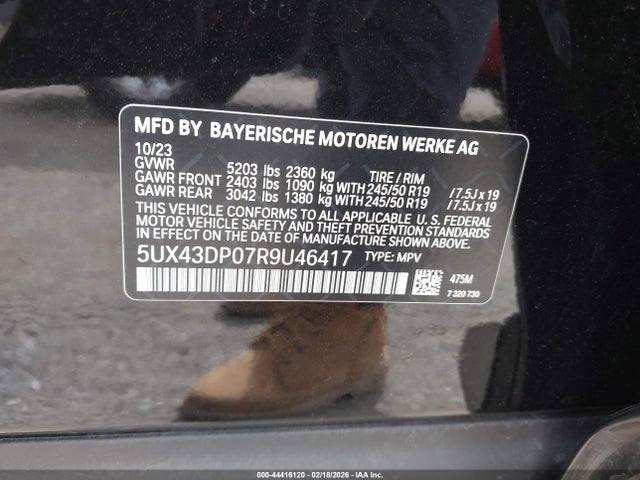 MFD BY BAYERISCHE MOTOREN WERKE AG
10/23
GVWR 5203 lbs 2360 kg TIRE / RIM
GAWR FRONT 2403 lbs 1090 kg WITH 245/50 R19 /7.5J x 19
GAWR REAR 3042 lbs 1380 kg WITH 245/50 R19 /7.5J x 19
THIS VEHICLE CONFORMS TO ALL APPLICABLE U. S. FEDERAL
MOTOR VEHICLE SAFETY AND THEFT PREVENTION STANDARDS
IN EFFECT ON THE DATE OF MANUFACTURE SHOWN ABOVE.
5UX43DP07R9U46417 TYPE: MPV
475M
7 320 730
000-44416120 - 02/18/2026 - IAA Inc.